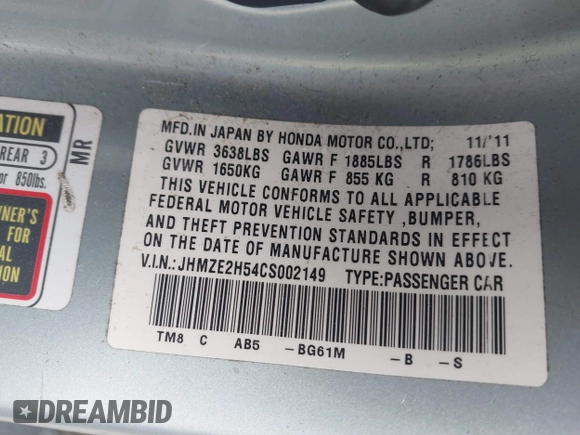 MFD.IN JAPAN BY HONDA MOTOR CO.,LTD; 11/'11
GVWR 3638LBS GAWR F 1885LBS R 1786LBS
GVWR 1650KG GAWR F 855 KG R 810 KG
THIS VEHICLE CONFORMS TO ALL APPLICABLE
FEDERAL MOTOR VEHICLE SAFETY ,BUMPER,
AND THEFT PREVENTION STANDARDS IN EFFECT
ON THE DATE OF MANUFACTURE SHOWN ABOVE.
V.I.N.:JHMZE2H54CS002149 TYPE:PASSENGER CAR
TM8 C AB5 -BG61M -B -S
REAR 3
or 850lbs.
MR
FOR
DREAMBID